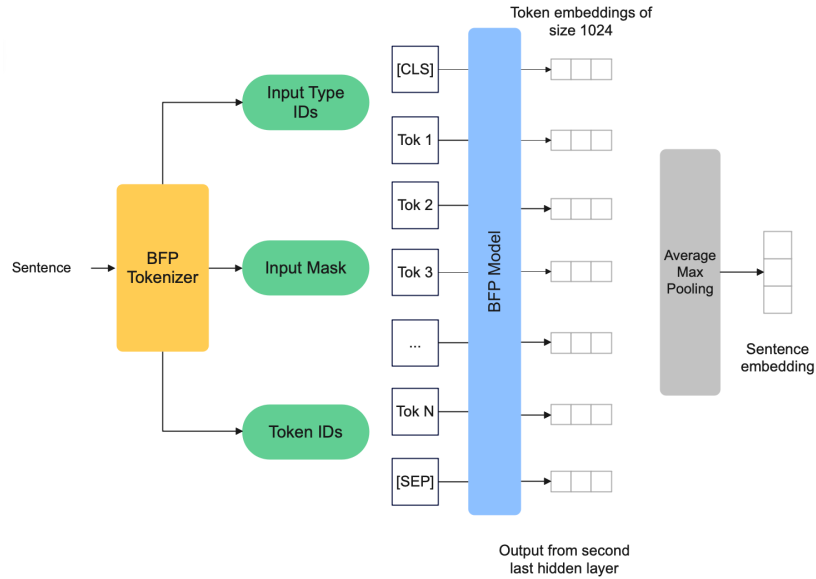 Token embeddings of
size 1024
Sentence
BFP
Tokenizer
Input Type
IDs
Input Mask
Token IDs
[CLS]
Tok 1
Tok 2
Tok 3
...
Tok N
[SEP]
BFP Model
Output from second
last hidden layer
Average
Max
Pooling
Sentence
embedding